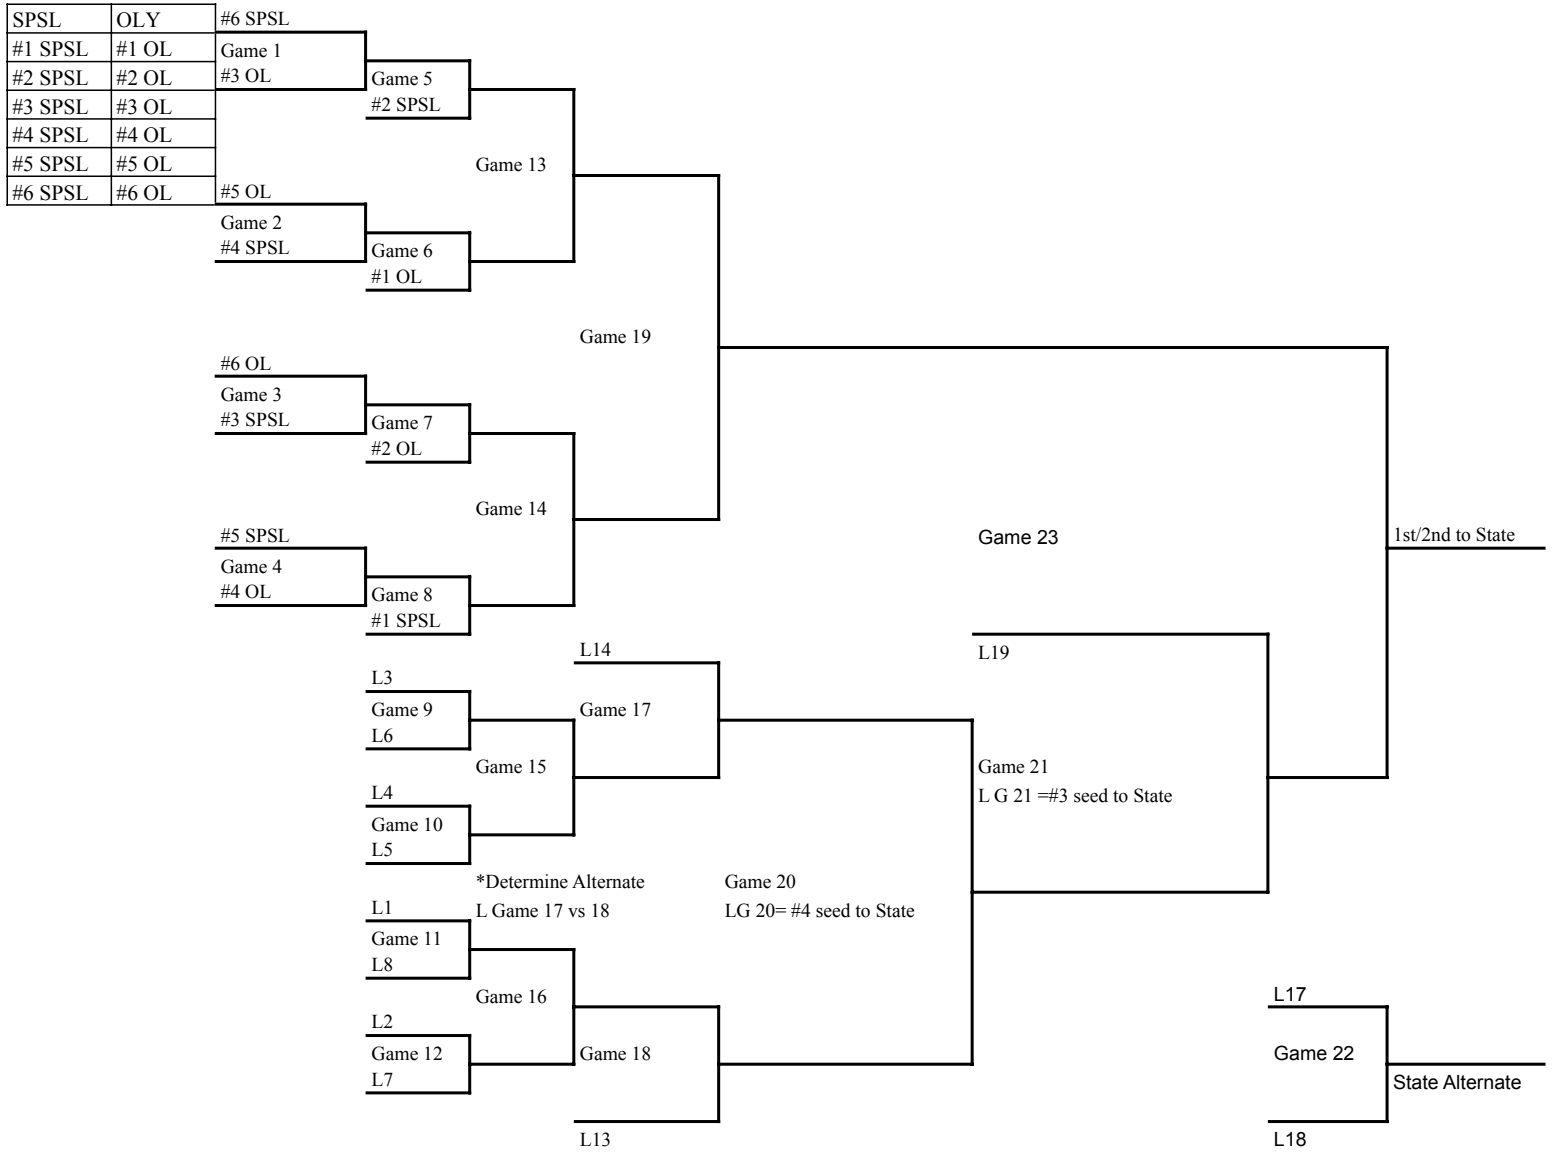 SPSL OLY
#1 SPSL #1 OL
#2 SPSL #2 OL
#3 SPSL #3 OL
#4 SPSL #4 OL
#5 SPSL #5 OL
#6 SPSL #6 OL
#6 SPSL
Game 1
#3 OL
Game 5
#2 SPSL
Game 13
#5 OL
Game 2
#4 SPSL
Game 6
#1 OL
Game 19
#6 OL
Game 3
#3 SPSL
Game 7
#2 OL
Game 14
#5 SPSL
Game 4
#4 OL
Game 8
#1 SPSL
Game 23
1st/2nd to State
L14
L19
L3
Game 9
L6
Game 17
Game 15
Game 21
L G 21 =#3 seed to State
L4
Game 10
L5
*Determine Alternate
L Game 17 vs 18
Game 20
LG 20= #4 seed to State
L1
Game 11
L8
Game 16
L2
Game 12
L7
Game 18
L13
L17
Game 22
State Alternate
L18